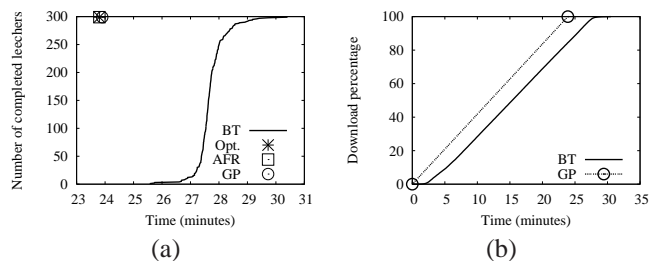 Number of completed leechers
300
250
200
150
100
50
0
BT
Opt.
AFR
GP
23 24 25 26 27 28 29 30 31
Time (minutes)
(a)
Download percentage
100
80
60
40
20
0
BT
GP
0 5 10 15 20 25 30 35
Time (minutes)
(b)